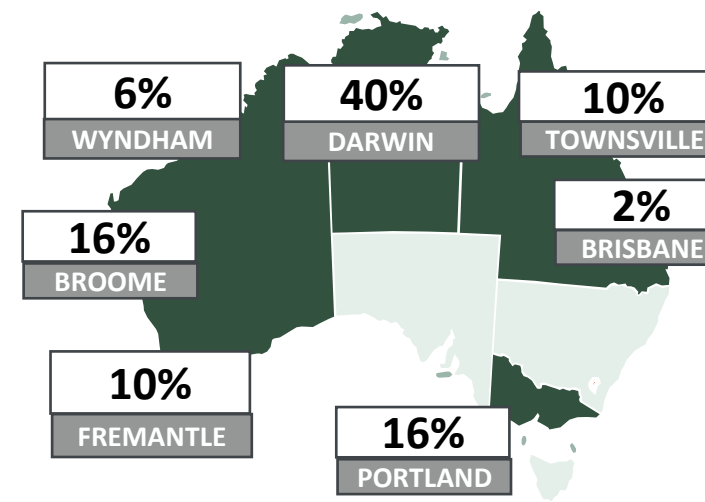 6%
WYNDHAM
40%
DARWIN
10%
TOWNSVILLE
2%
BRISBANE
16%
BROOME
10%
FREMANTLE
16%
PORTLAND